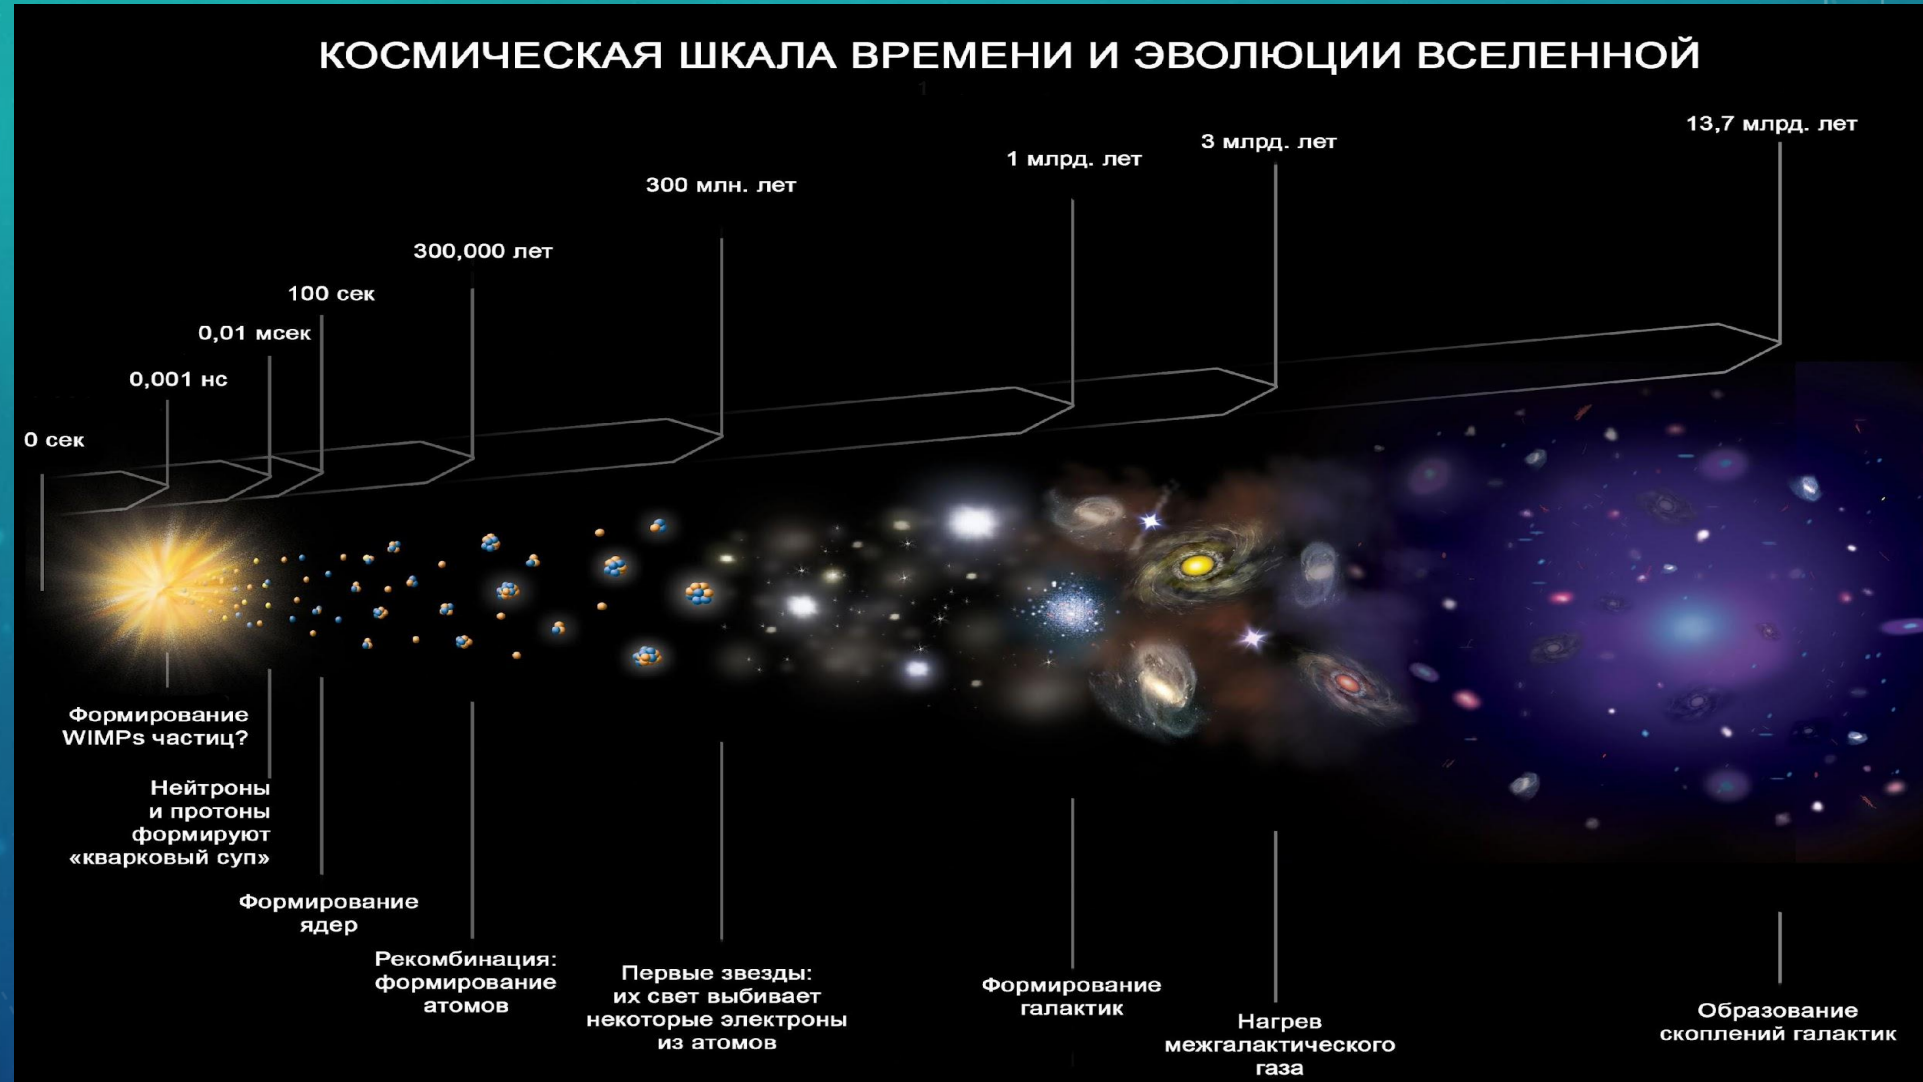 КОСМИЧЕСКАЯ ШКАЛА ВРЕМЕНИ И ЭВОЛЮЦИИ ВСЕЛЕННОЙ
1
0 сек
0,001 нс
0,01 мсек
100 сек
300,000 лет
300 млн. лет
1 млрд. лет
3 млрд. лет
13,7 млрд. лет
Формирование
WIMPs частиц?
Нейтроны
и протоны
формируют
«кварковый суп»
Формирование
ядер
Рекомбинация:
формирование
атомов
Первые звезды:
их свет выбивает
некоторые электроны
из атомов
Формирование
галактик
Нагрев
межгалактического
газа
Образование
скоплений галактик